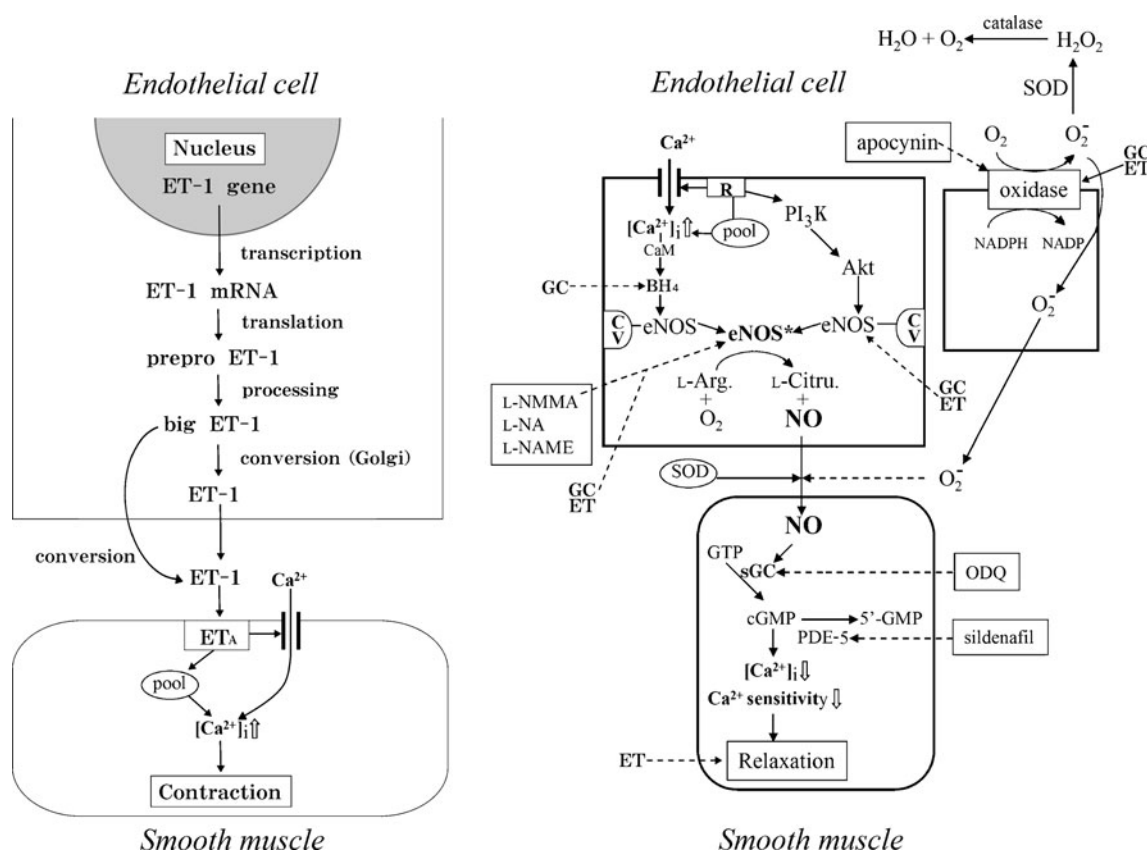 Endothelial cell
Nucleus
ET-1 gene
transcription
ET-1 mRNA
translation
prepro ET-1
processing
big ET-1
conversion (Golgi)
ET-1
conversion
ET-1
Ca²⁺
ETA
pool
[Ca²⁺]i⇧
Contraction
Smooth muscle
Endothelial cell
H₂O + O₂
catalase
H₂O₂
SOD
O₂
O₂⁻
apocynin
GC
ET
oxidase
NADPH
NADP
O₂⁻
Ca²⁺
R
[Ca²⁺]i⇧
pool
PI₃K
CaM
GC
BH₄
Akt
C
V
eNOS
eNOS*
eNOS
C
V
L-Arg.
+
O₂
L-Citru.
+
NO
L-NMMA
L-NA
L-NAME
GC
ET
GC
ET
SOD
O₂⁻
NO
GTP
sGC
ODQ
cGMP
5'-GMP
PDE-5
sildenafil
[Ca²⁺]i⇩
Ca²⁺ sensitivity⇩
ET
Relaxation
Smooth muscle